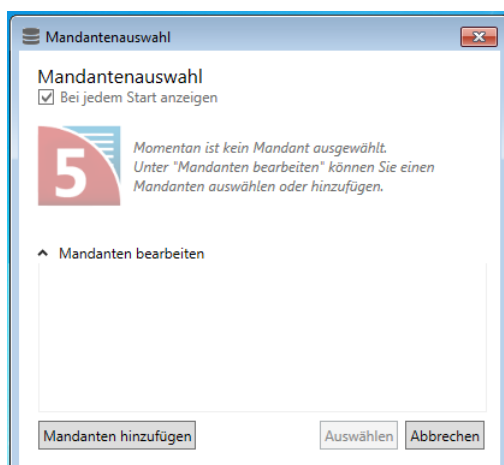 Mandantenauswahl
Mandantenauswahl
Bei jedem Start anzeigen
5
Momentan ist kein Mandant ausgewählt.
Unter "Mandanten bearbeiten" können Sie einen
Mandanten auswählen oder hinzufügen.
Mandanten bearbeiten
Mandanten hinzufügen
Auswählen
Abbrechen